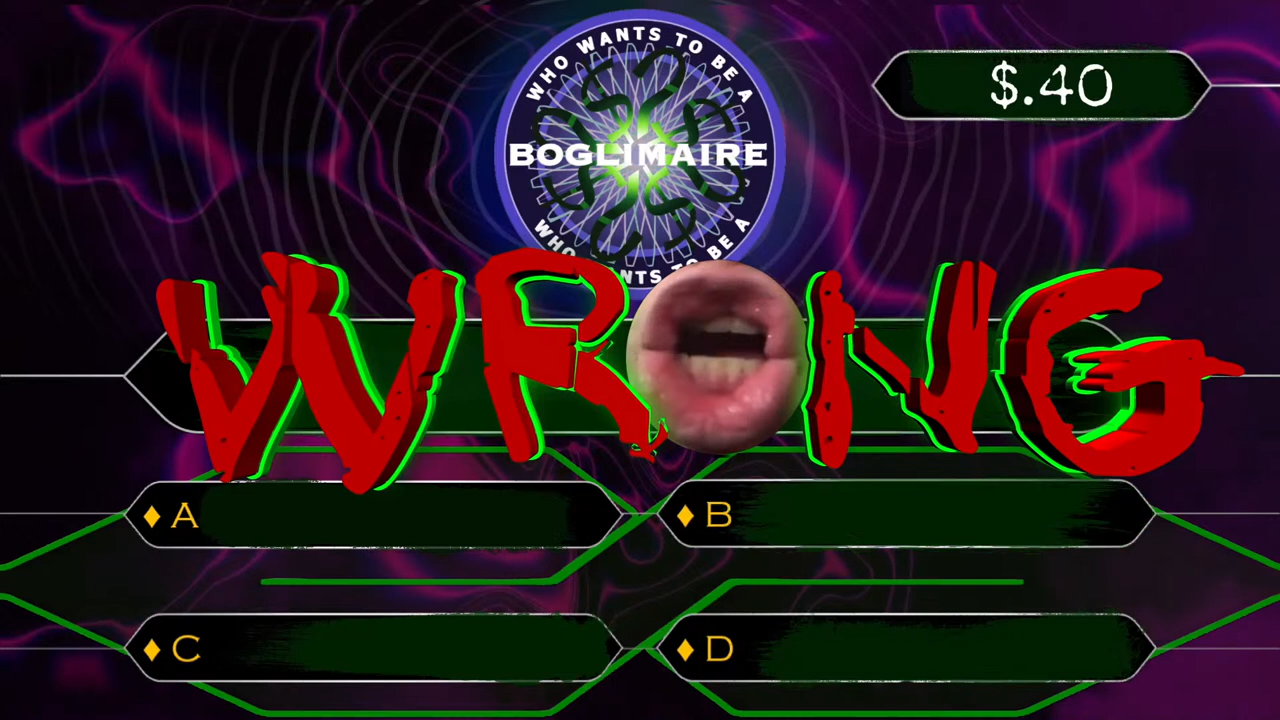 WHO WANTS TO BE A
BOGLIMAIRE
WHO WANTS TO BE A
$.40
WRONG
A
B
C
D